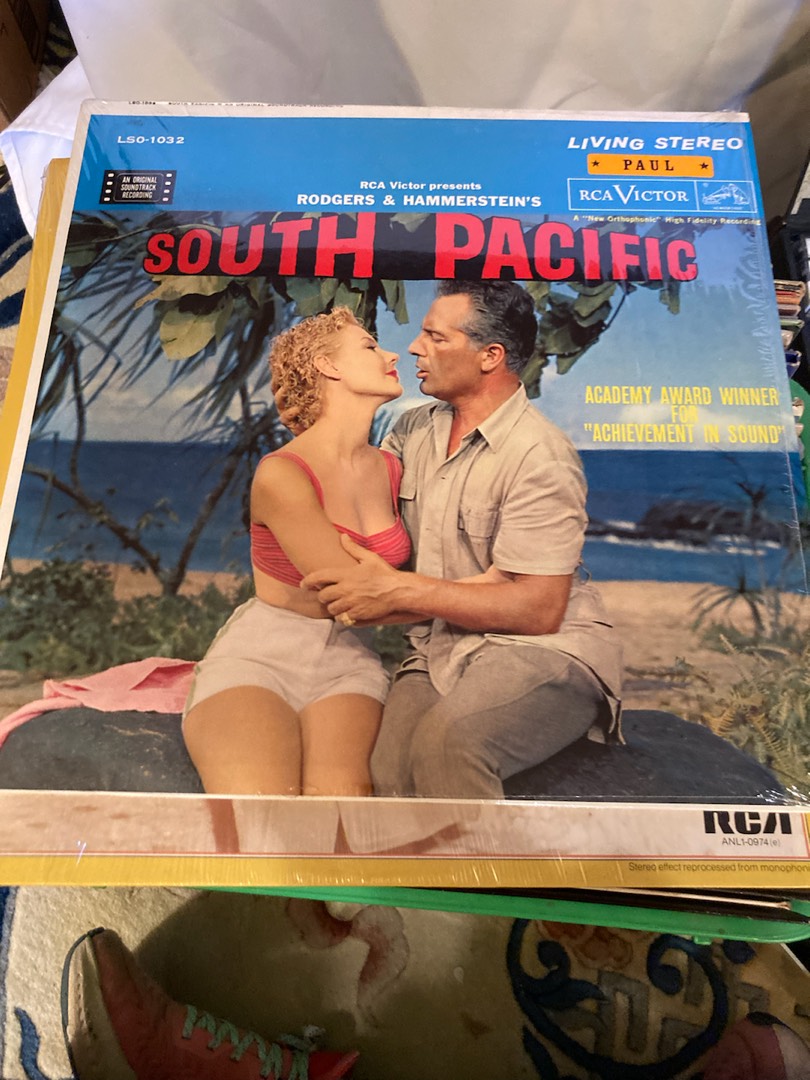 LSO-1032
LIVING STEREO
★ PAUL ★
AN ORIGINAL
SOUNDTRACK
RECORDING
RCA Victor presents
RODGERS & HAMMERSTEIN'S
RCA VICTOR
A "New Orthophonic" High Fidelity Recording
SOUTH PACIFIC
ACADEMY AWARD WINNER
FOR
"ACHIEVEMENT IN SOUND"
RCA
ANL1-0974(e)
Stereo effect reprocessed from